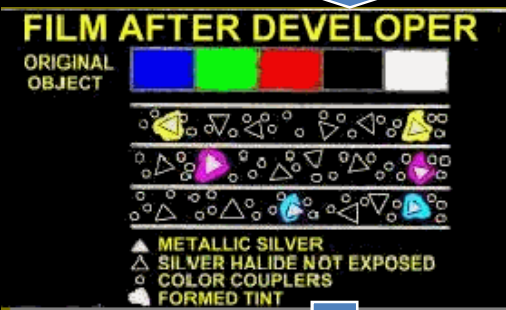 FILM AFTER DEVELOPER
ORIGINAL
OBJECT
METALLIC SILVER
SILVER HALIDE NOT EXPOSED
COLOR COUPLERS
FORMED TINT